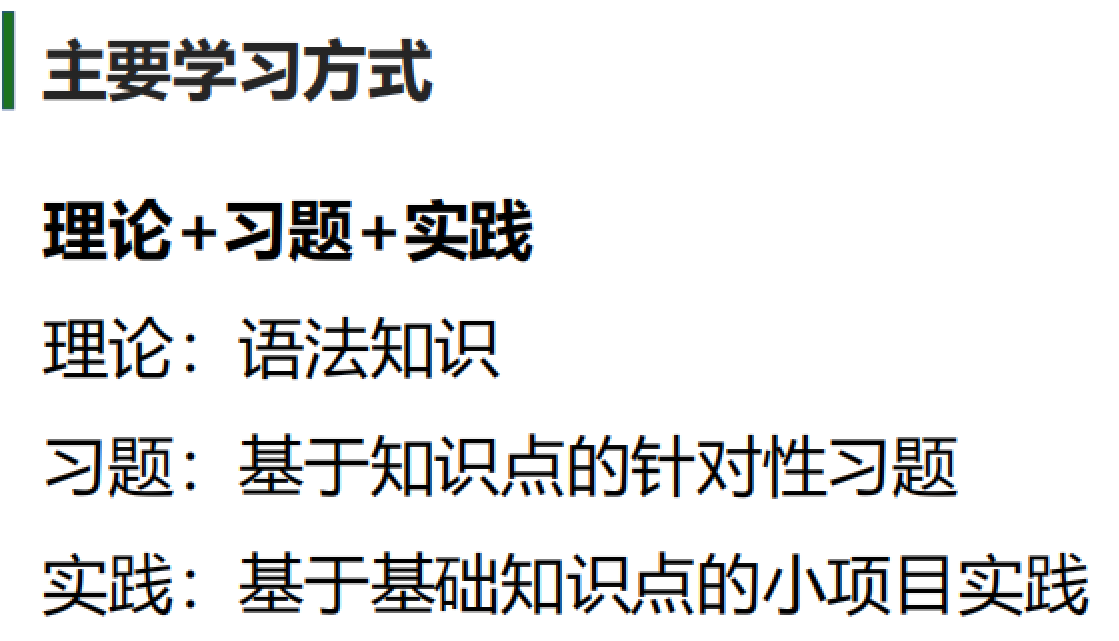 主要学习方式
理论+习题+实践
理论：语法知识
习题：基于知识点的针对性习题
实践：基于基础知识点的小项目实践